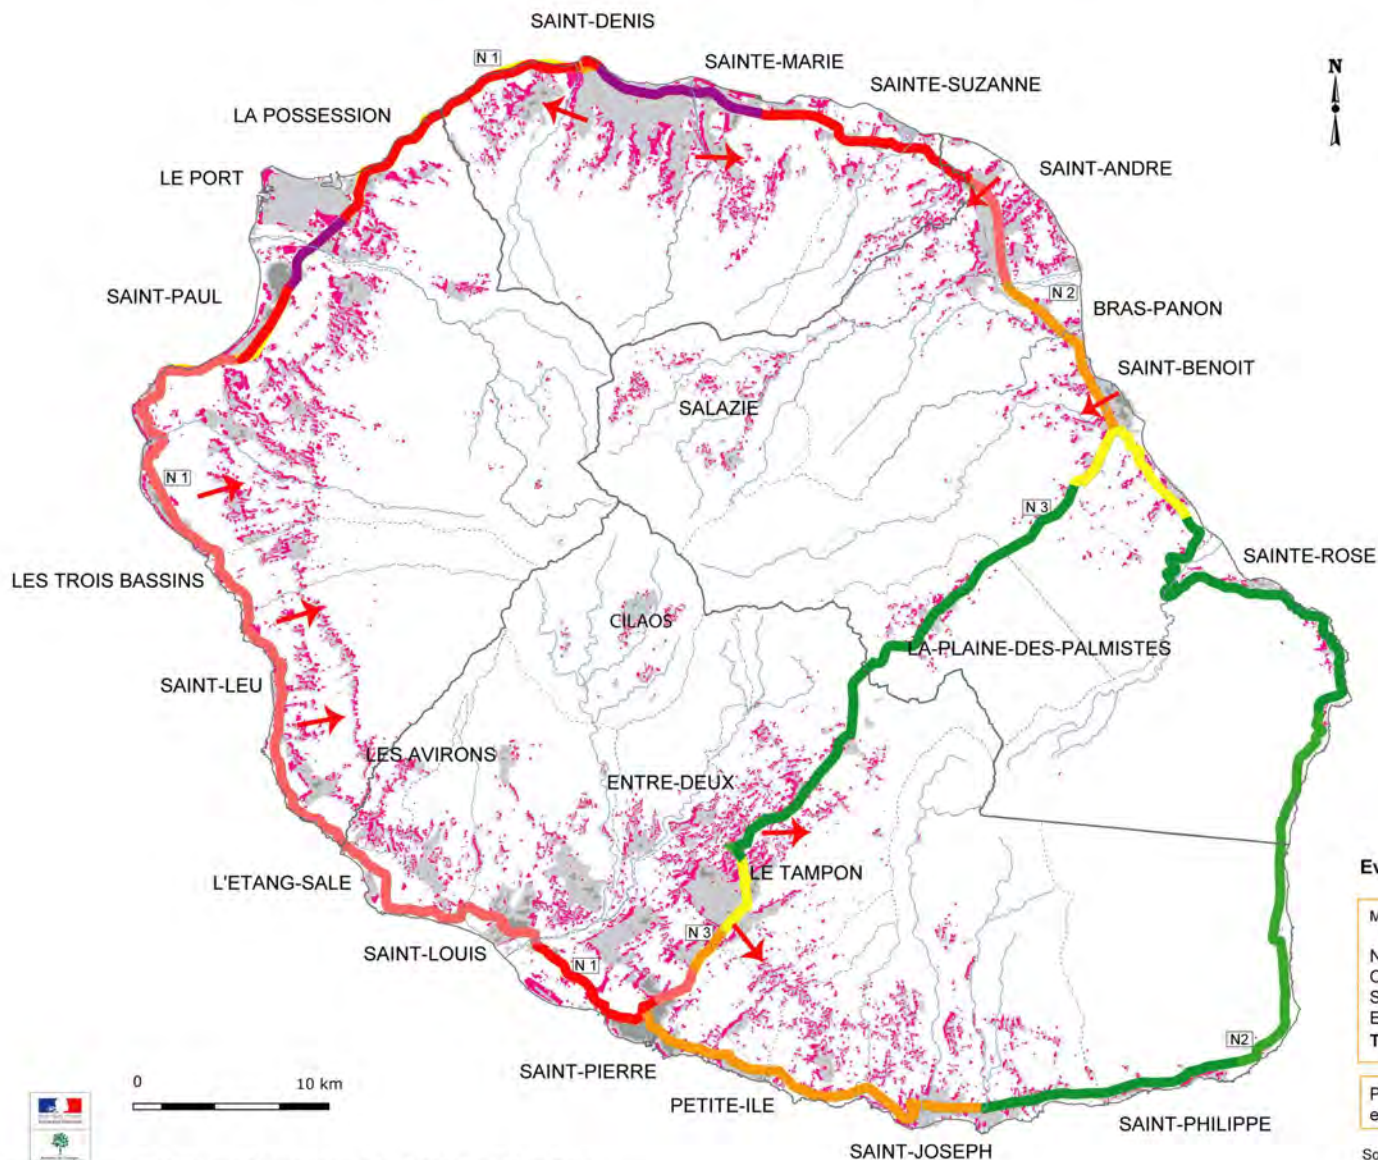 SAINT-DENIS
N 1
SAINTE-MARIE
SAINTE-SUZANNE
N
LA POSSESSION
LE PORT
SAINT-ANDRE
SAINT-PAUL
N 2
BRAS-PANON
SAINT-BENOIT
SALAZIE
N 1
N 3
SAINTE-ROSE
LES TROIS BASSINS
CILAOS
LA-PLAINE-DES-PALMISTES
SAINT-LEU
LES AVIRONS
ENTRE-DEUX
LE TAMPON
L'ETANG-SALE
Ev
M
N
C
S
E
T
N 3
SAINT-LOUIS
N 1
N2
0 10 km
SAINT-PIERRE
PETITE-ILE
SAINT-PHILIPPE
P
e
SAINT-JOSEPH
So